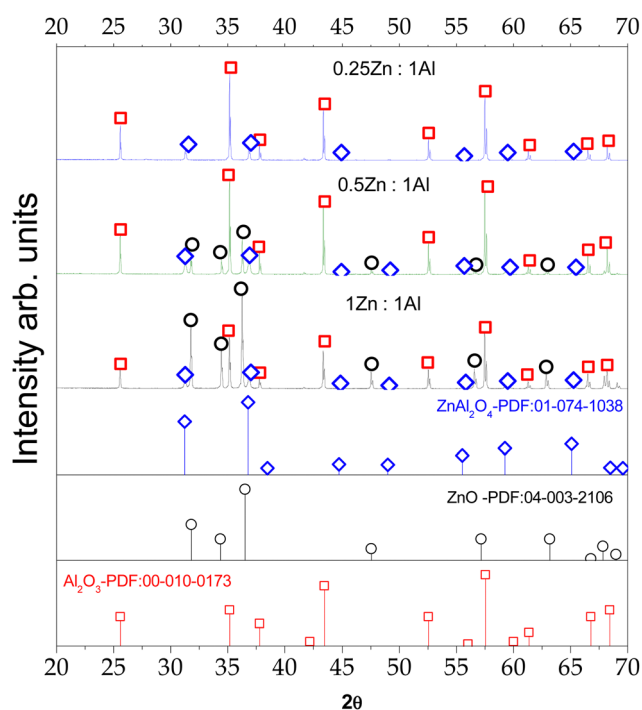 20 25 30 35 40 45 50 55 60 65 70
0.25Zn : 1Al
0.5Zn : 1Al
1Zn : 1Al
Intensity arb. units
ZnAl₂O₄-PDF:01-074-1038
ZnO -PDF:04-003-2106
Al₂O₃-PDF:00-010-0173
20 25 30 35 40 45 50 55 60 65 70
2θ